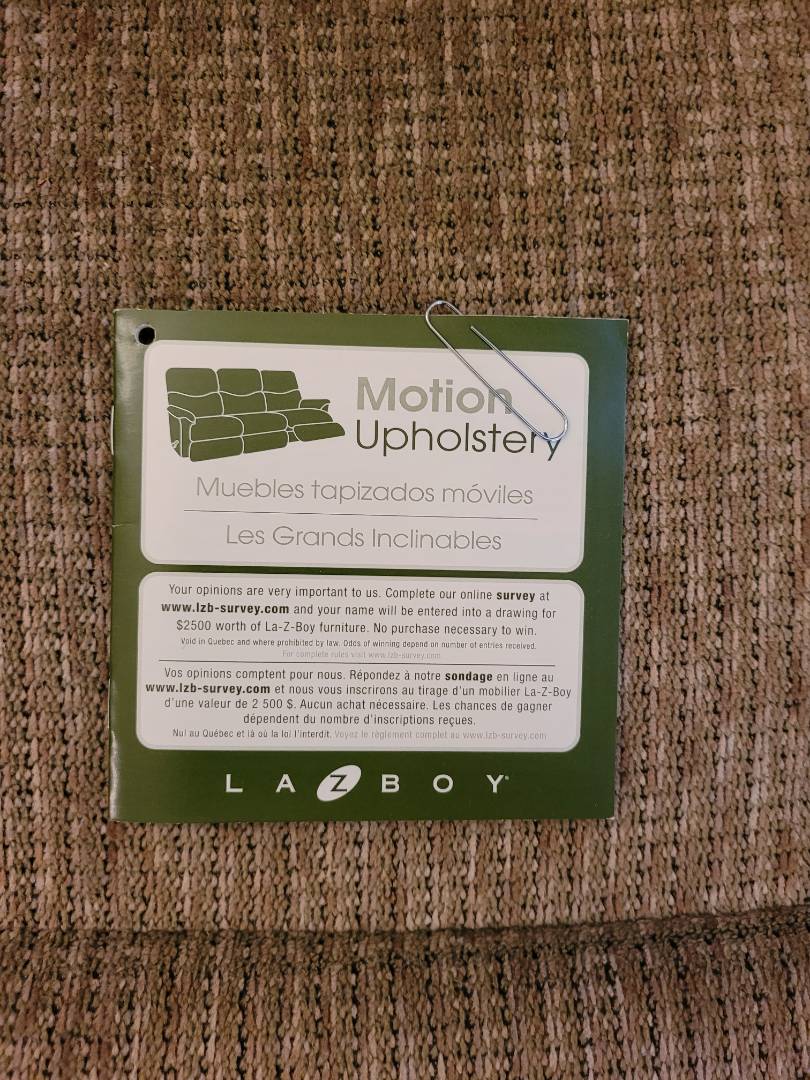 Motion
Upholstery
Muebles tapizados móviles
Les Grands Inclinables
Your opinions are very important to us. Complete our online survey at
www.lzb-survey.com and your name will be entered into a drawing for
$2500 worth of La-Z-Boy furniture. No purchase necessary to win.
Void in Quebec and where prohibited by law. Odds of winning depend on number of entries received.
For complete rules visit www.lzb-survey.com
Vos opinions comptent pour nous. Répondez à notre sondage en ligne au
www.lzb-survey.com et nous vous inscrirons au tirage d'un mobilier La-Z-Boy
d'une valeur de 2 500 $. Aucun achat nécessaire. Les chances de gagner
dépendent du nombre d'inscriptions reçues.
Nul au Québec et là où la loi l'interdit. Voyez le règlement complet au www.lzb-survey.com
LAZBOY®